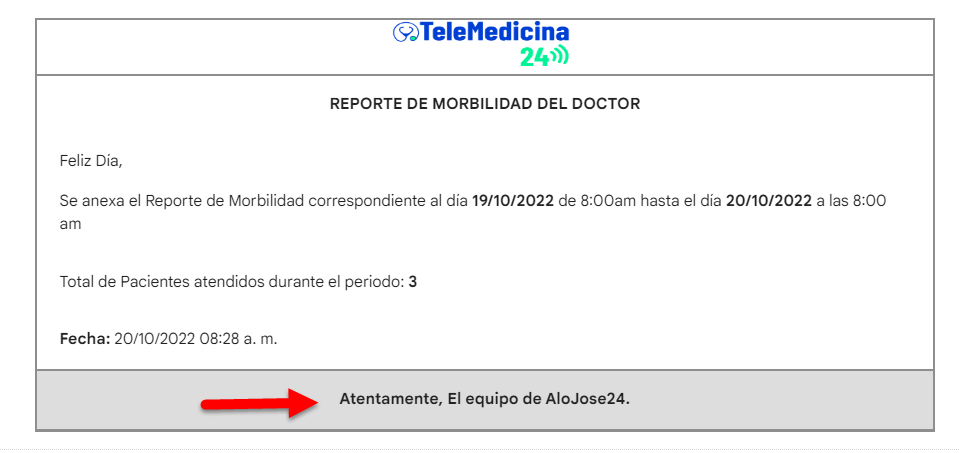 TeleMedicina
24
REPORTE DE MORBILIDAD DEL DOCTOR
Feliz Día,
Se anexa el Reporte de Morbilidad correspondiente al día 19/10/2022 de 8:00am hasta el día 20/10/2022 a las 8:00
am
Total de Pacientes atendidos durante el periodo: 3
Fecha: 20/10/2022 08:28 a. m.
Atentamente, El equipo de AloJose24.